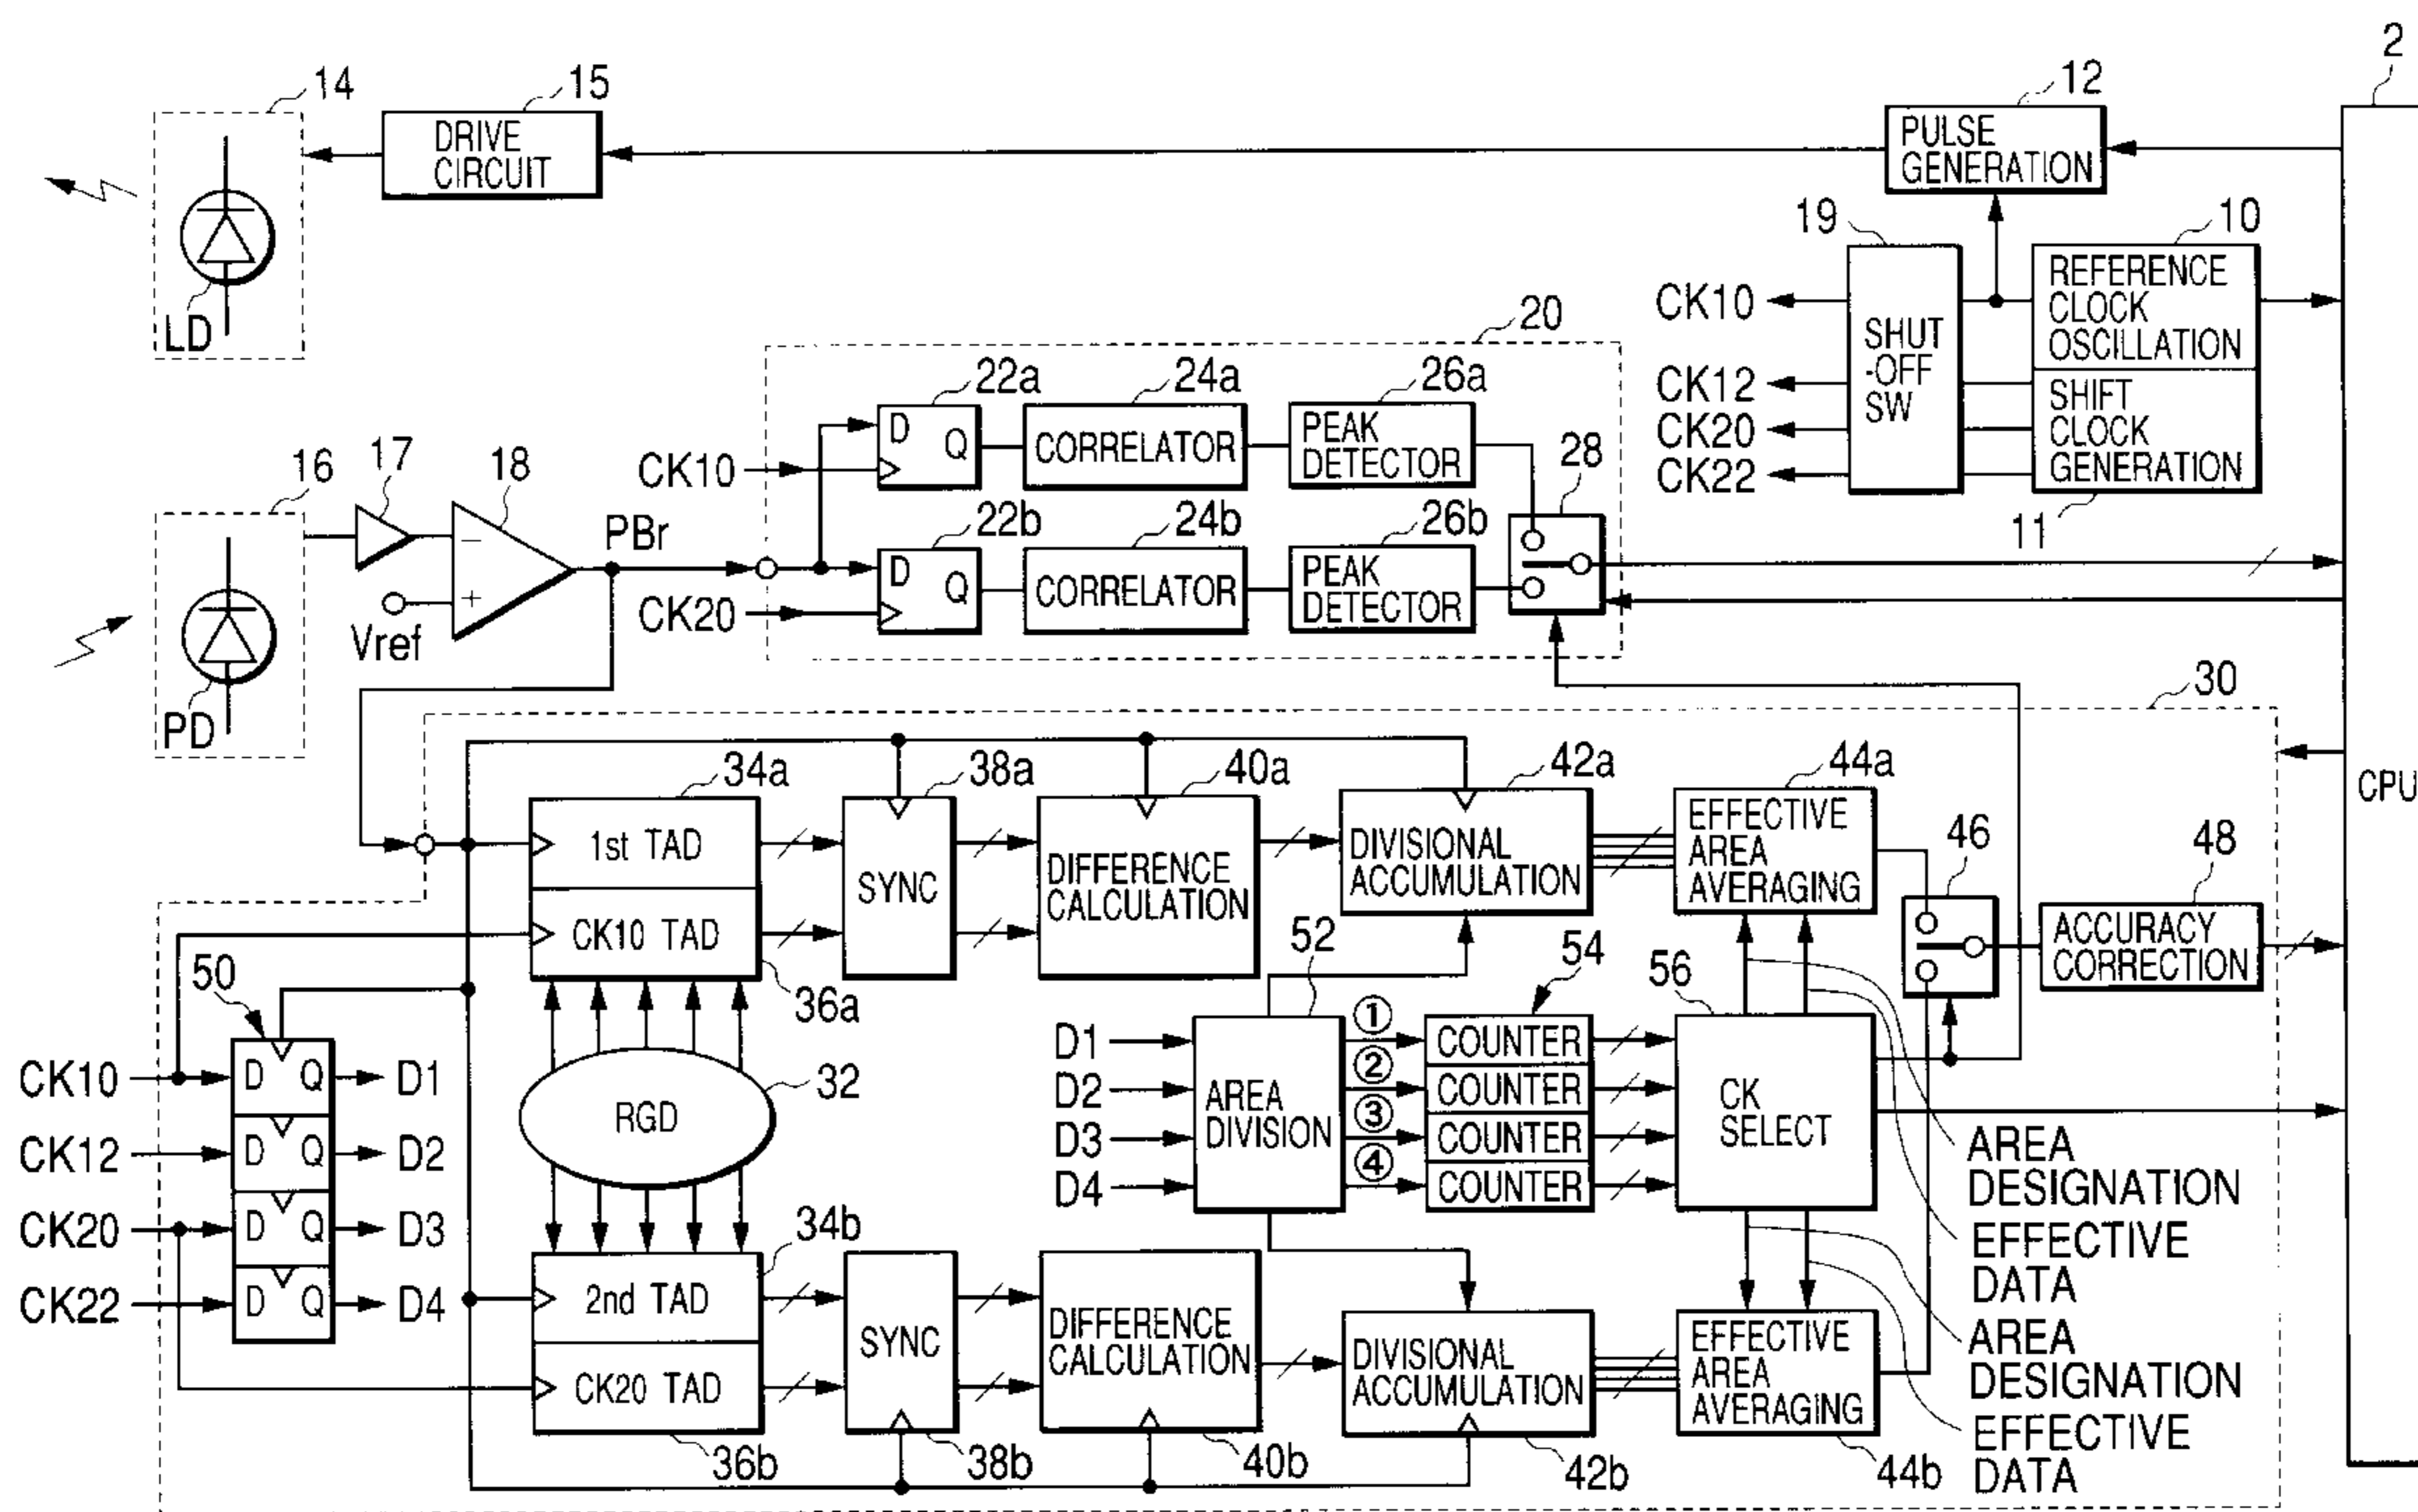 2
14
15
12
DRIVE
CIRCUIT
PULSE
GENERATION
LD
19
10
CK10
CK12
CK20
CK22
SHUT
-OFF
SW
REFERENCE
CLOCK
OSCILLATION
SHIFT
CLOCK
GENERATION
11
20
22a
24a
26a
D
Q
CORRELATOR
PEAK
DETECTOR
28
CK10
22b
24b
26b
D
Q
CORRELATOR
PEAK
DETECTOR
CK20
16
17
18
PBr
Vref
PD
30
CPU
34a
38a
40a
42a
44a
1st TAD
CK10 TAD
SYNC
DIFFERENCE
CALCULATION
DIVISIONAL
ACCUMULATION
EFFECTIVE
AREA
AVERAGING
46
48
ACCURACY
CORRECTION
36a
50
52
54
56
CK10
D
Q
D1
CK12
D
Q
D2
CK20
D
Q
D3
CK22
D
Q
D4
RGD
32
D1
D2
D3
D4
AREA
DIVISION
①
②
③
④
COUNTER
COUNTER
COUNTER
COUNTER
CK
SELECT
AREA
DESIGNATION
EFFECTIVE
DATA
AREA
DESIGNATION
EFFECTIVE
DATA
34b
2nd TAD
CK20 TAD
SYNC
DIFFERENCE
CALCULATION
DIVISIONAL
ACCUMULATION
EFFECTIVE
AREA
AVERAGING
36b
38b
40b
42b
44b